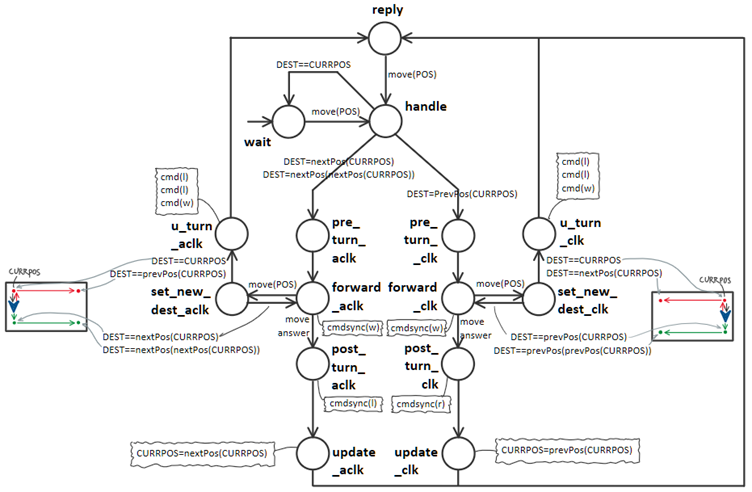 reply
DEST==CURRPOS
move(POS)
move(POS)
handle
wait
DEST=nextPos(CURRPOS)
DEST=nextPos(nextPos(CURRPOS))
DEST=PrevPos(CURRPOS)
cmd(l)
cmd(l)
cmd(w)
cmd(l)
cmd(l)
cmd(w)
u_turn
_aclk
pre_
turn_
aclk
pre_
turn_
clk
u_turn
_clk
CURRPOS
DEST==CURRPOS
DEST==prevPos(CURRPOS)
DEST==CURRPOS
DEST==nextPos(CURRPOS)
CURRPOS
set_new_
dest_aclk
move(POS)
forward
_aclk
forward
_clk
move(POS)
set_new_
dest_clk
cmdsync(w)
cmdsync(w)
move
answer
move
answer
DEST==nextPos(CURRPOS)
DEST==nextPos(nextPos(CURRPOS))
DEST==prevPos(CURRPOS)
DEST==prevPos(prevPos(CURRPOS)
post_
turn_
aclk
post_
turn_
clk
cmdsync(l)
cmdsync(r)
CURRPOS=nextPos(CURRPOS)
update
_aclk
update
_clk
CURRPOS=prevPos(CURRPOS)